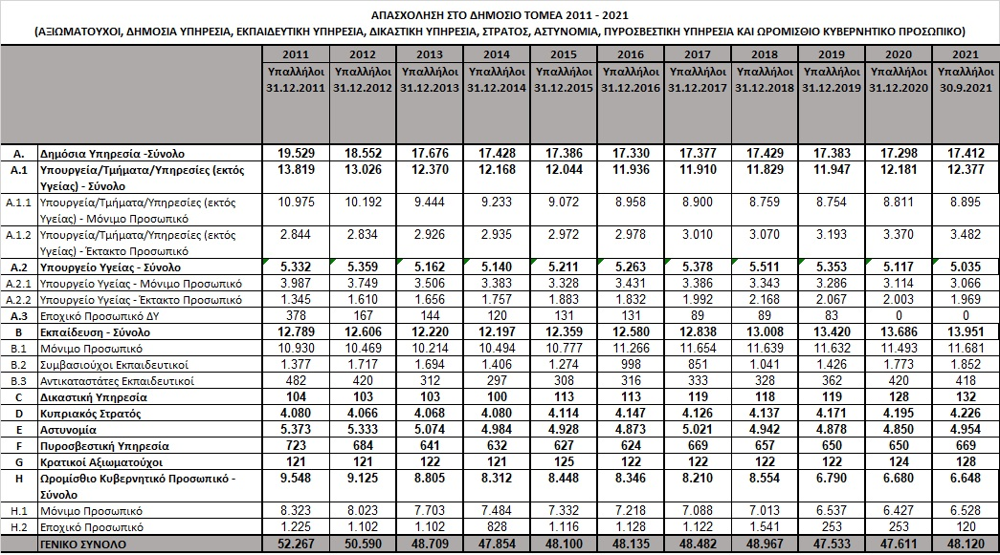 ΑΠΑΣΧΟΛΗΣΗ ΣΤΟ ΔΗΜΟΣΙΟ ΤΟΜΕΑ 2011 - 2021
(ΑΞΙΩΜΑΤΟΥΧΟΙ, ΔΗΜΟΣΙΑ ΥΠΗΡΕΣΙΑ, ΕΚΠΑΙΔΕΥΤΙΚΗ ΥΠΗΡΕΣΙΑ, ΔΙΚΑΣΤΙΚΗ ΥΠΗΡΕΣΙΑ, ΣΤΡΑΤΟΣ, ΑΣΤΥΝΟΜΙΑ, ΠΥΡΟΣΒΕΣΤΙΚΗ ΥΠΗΡΕΣΙΑ ΚΑΙ ΩΡΟΜΙΣΘΙΟ ΚΥΒΕΡΝΗΤΙΚΟ ΠΡΟΣΩΠΙΚΟ)
2011 2012 2013 2014 2015 2016 2017 2018 2019 2020 2021
Υπαλλήλοι Υπαλλήλοι Υπαλλήλοι Υπαλλήλοι Υπαλλήλοι Υπαλλήλοι Υπαλλήλοι Υπαλλήλοι Υπαλλήλοι Υπαλλήλοι Υπαλλήλοι
31.12.2011 31.12.2012 31.12.2013 31.12.2014 31.12.2015 31.12.2016 31.12.2017 31.12.2018 31.12.2019 31.12.2020 30.9.2021
Α. Δημόσια Υπηρεσία -Σύνολο 19.529 18.552 17.676 17.428 17.386 17.330 17.377 17.429 17.383 17.298 17.412
Α.1 Υπουργεία/Τμήματα/Υπηρεσίες (εκτός 13.819 13.026 12.370 12.168 12.044 11.936 11.910 11.829 11.947 12.181 12.377
Υγείας) - Σύνολο
Α.1.1 Υπουργεία/Τμήματα/Υπηρεσίες (εκτός 10.975 10.192 9.444 9.233 9.072 8.958 8.900 8.759 8.754 8.811 8.895
Υγείας) - Μόνιμο Προσωπικό
Α.1.2 Υπουργεία/Τμήματα/Υπηρεσίες (εκτός 2.844 2.834 2.926 2.935 2.972 2.978 3.010 3.070 3.193 3.370 3.482
Υγείας) - Έκτακτο Προσωπικό
Α.2 Υπουργείο Υγείας - Σύνολο 5.332 5.359 5.162 5.140 5.211 5.263 5.378 5.511 5.353 5.117 5.035
Α.2.1 Υπουργείο Υγείας - Μόνιμο Προσωπικό 3.987 3.749 3.506 3.383 3.328 3.431 3.386 3.343 3.286 3.114 3.066
Α.2.2 Υπουργείο Υγείας - Έκτακτο Προσωπικό 1.345 1.610 1.656 1.757 1.883 1.832 1.992 2.168 2.067 2.003 1.969
Α.3 Εποχικό Προσωπικό ΔΥ 378 167 144 120 131 131 89 89 83 0 0
Β Εκπαίδευση - Σύνολο 12.789 12.606 12.220 12.197 12.359 12.580 12.838 13.008 13.420 13.686 13.951
Β.1 Μόνιμο Προσωπικό 10.930 10.469 10.214 10.494 10.777 11.266 11.654 11.639 11.632 11.493 11.681
Β.2 Συμβασιούχοι Εκπαιδευτικοί 1.377 1.717 1.694 1.406 1.274 998 851 1.041 1.426 1.773 1.852
Β.3 Αντικαταστάτες Εκπαιδευτικοί 482 420 312 297 308 316 333 328 362 420 418
C Δικαστική Υπηρεσία 104 103 103 100 113 113 119 118 119 128 132
D Κυπριακός Στρατός 4.080 4.066 4.068 4.080 4.114 4.147 4.126 4.137 4.171 4.195 4.226
E Αστυνομία 5.373 5.333 5.074 4.984 4.928 4.873 5.021 4.942 4.878 4.850 4.954
F Πυροσβεστική Υπηρεσία 723 684 641 632 627 624 669 657 650 650 669
G Κρατικοί Αξιωματούχοι 121 121 122 121 125 122 122 122 122 124 128
H Ωρομίσθιο Κυβερνητικό Προσωπικό - 9.548 9.125 8.805 8.312 8.448 8.346 8.210 8.554 6.790 6.680 6.648
Σύνολο
H.1 Μόνιμο Προσωπικό 8.323 8.023 7.703 7.484 7.332 7.218 7.088 7.013 6.537 6.427 6.528
H.2 Εποχικό Προσωπικό 1.225 1.102 1.102 828 1.116 1.128 1.122 1.541 253 253 120
ΓΕΝΙΚΟ ΣΥΝΟΛΟ 52.267 50.590 48.709 47.854 48.100 48.135 48.482 48.967 47.533 47.611 48.120